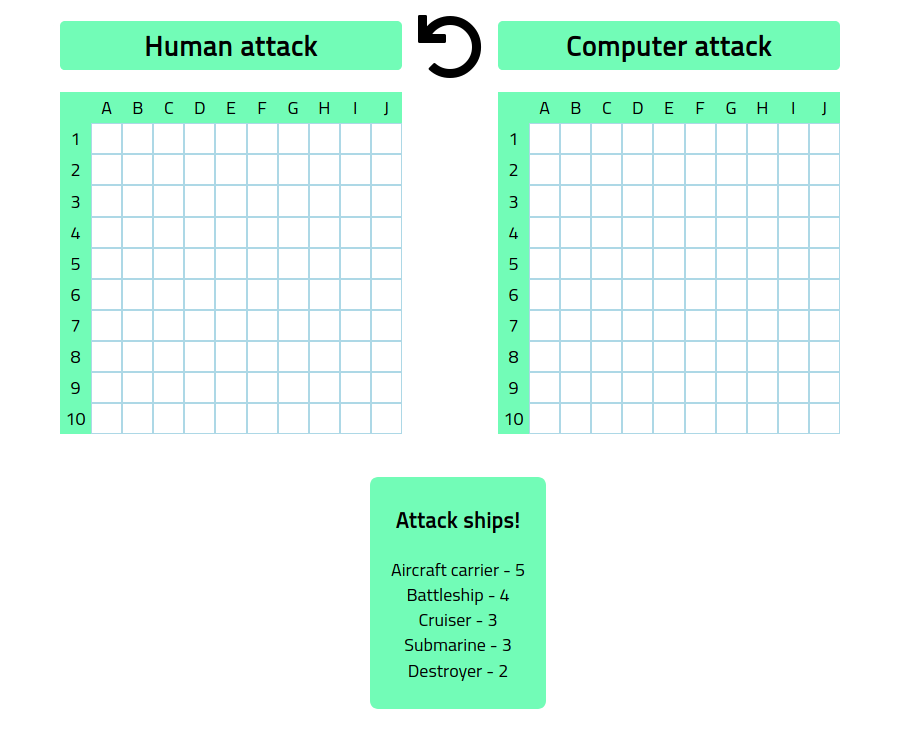 Human attack
Computer attack
A B C D E F G H I J
1
2
3
4
5
6
7
8
9
10
A B C D E F G H I J
1
2
3
4
5
6
7
8
9
10
Attack ships!
Aircraft carrier - 5
Battleship - 4
Cruiser - 3
Submarine - 3
Destroyer - 2